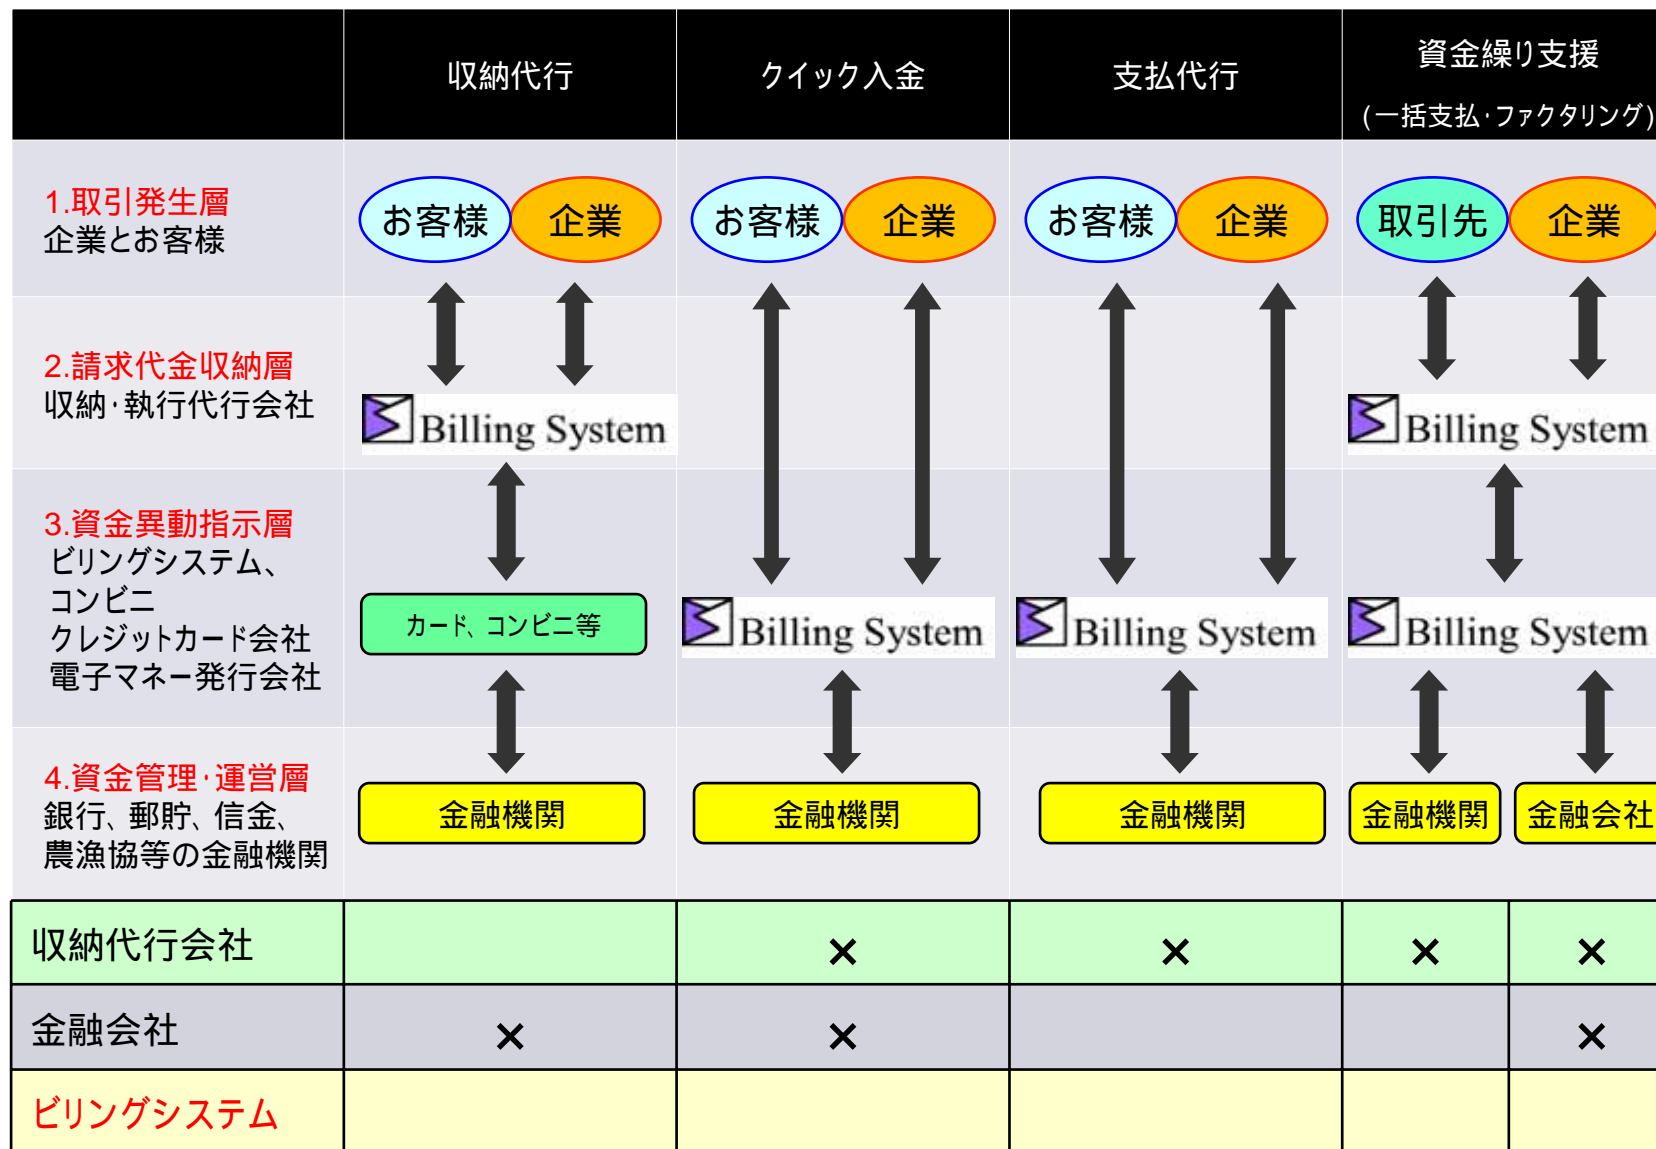 収納代行
クイック入金
支払代行
資金繰り支援
(一括支払・ファクタリング)
1.取引発生層
企業とお客様
お客様 企業
お客様 企業
お客様 企業
取引先 企業
2.請求代金収納層
収納・執行代行会社
Billing System
Billing System
3.資金異動指示層
ビリングシステム、
コンビニ
クレジットカード会社
電子マネー発行会社
カード、コンビニ等
Billing System
Billing System
Billing System
4.資金管理・運営層
銀行、郵貯、信金、
農漁協等の金融機関
金融機関
金融機関
金融機関
金融機関 金融会社
収納代行会社 × × × ×
金融会社 × × ×
ビリングシステム